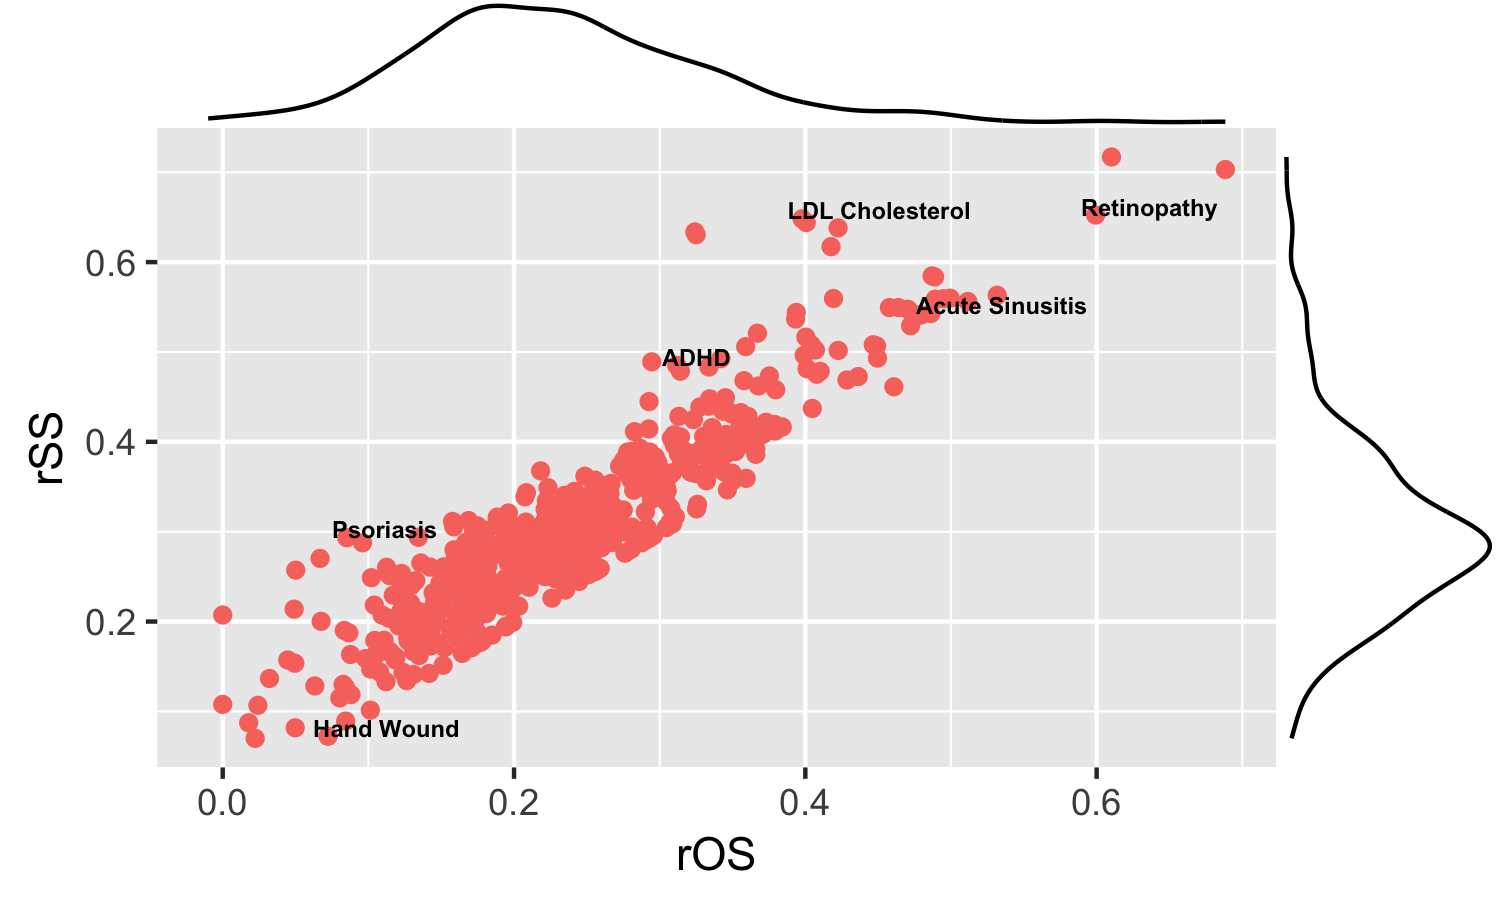 LDL Cholesterol
Retinopathy
0.6
Acute Sinusitis
ADHD
rSS
0.4
Psoriasis
0.2
Hand Wound
0.0
0.2
0.4
0.6
rOS